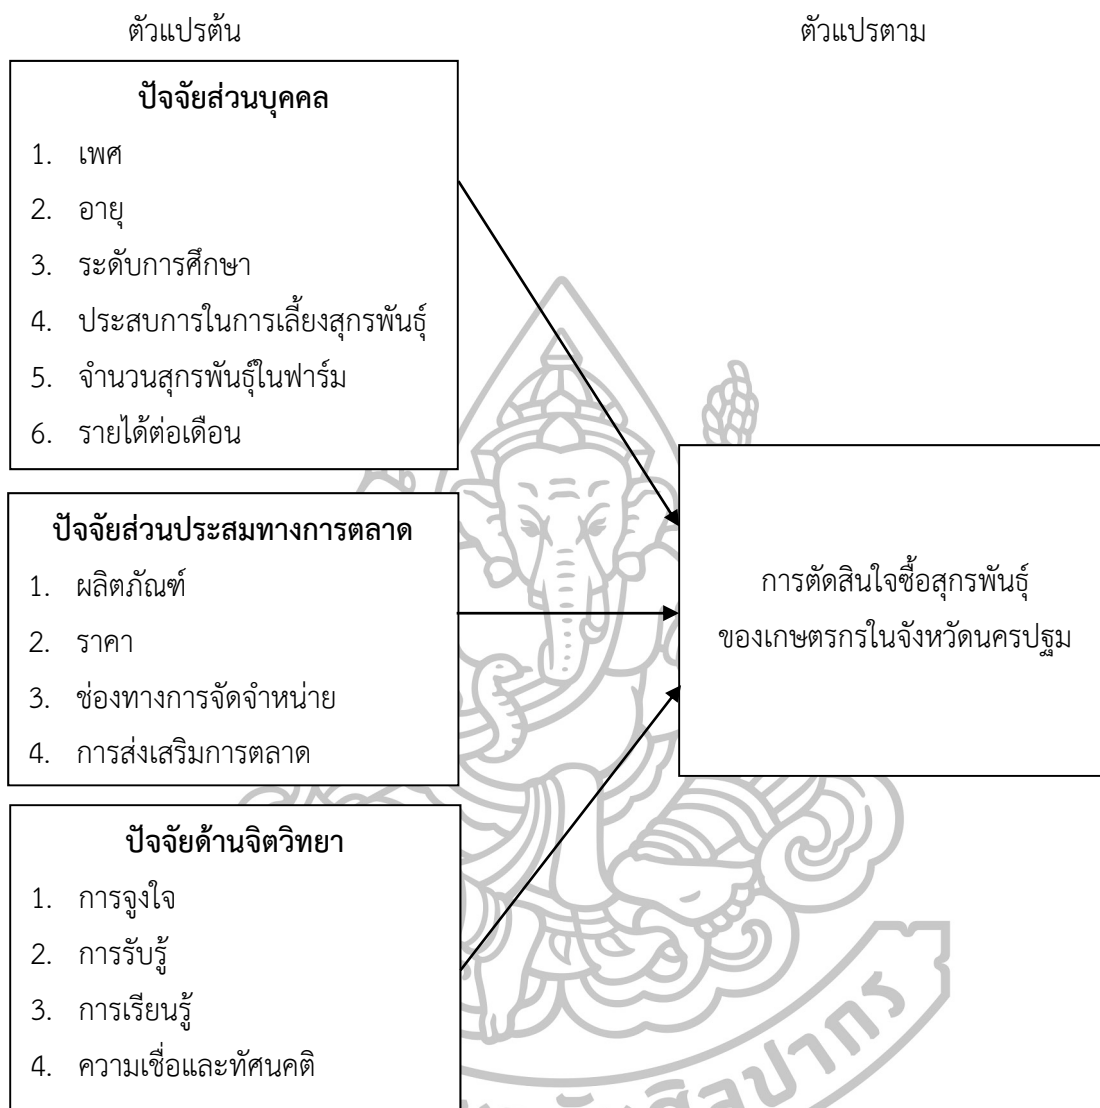 ตัวแปรต้น
ตัวแปรตาม
ปัจจัยส่วนบุคคล
1. เพศ
2. อายุ
3. ระดับการศึกษา
4. ประสบการในการเลี้ยงสุกรพันธุ์
5. จำนวนสุกรพันธุ์ในฟาร์ม
6. รายได้ต่อเดือน
ปัจจัยส่วนประสมทางการตลาด
1. ผลิตภัณฑ์
2. ราคา
3. ช่องทางการจัดจำหน่าย
4. การส่งเสริมการตลาด
ปัจจัยด้านจิตวิทยา
1. การจูงใจ
2. การรับรู้
3. การเรียนรู้
4. ความเชื่อและทัศนคติ
การตัดสินใจซื้อสุกรพันธุ์
ของเกษตรกรในจังหวัดนครปฐม